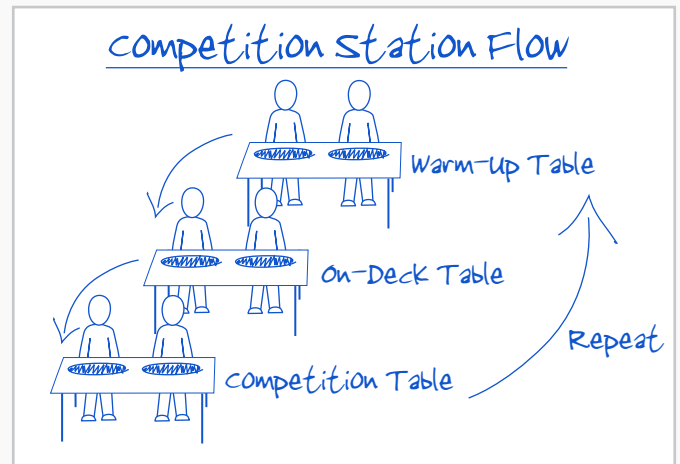 Competition Station Flow
Warm-Up Table
On-Deck Table
Repeat
Competition Table